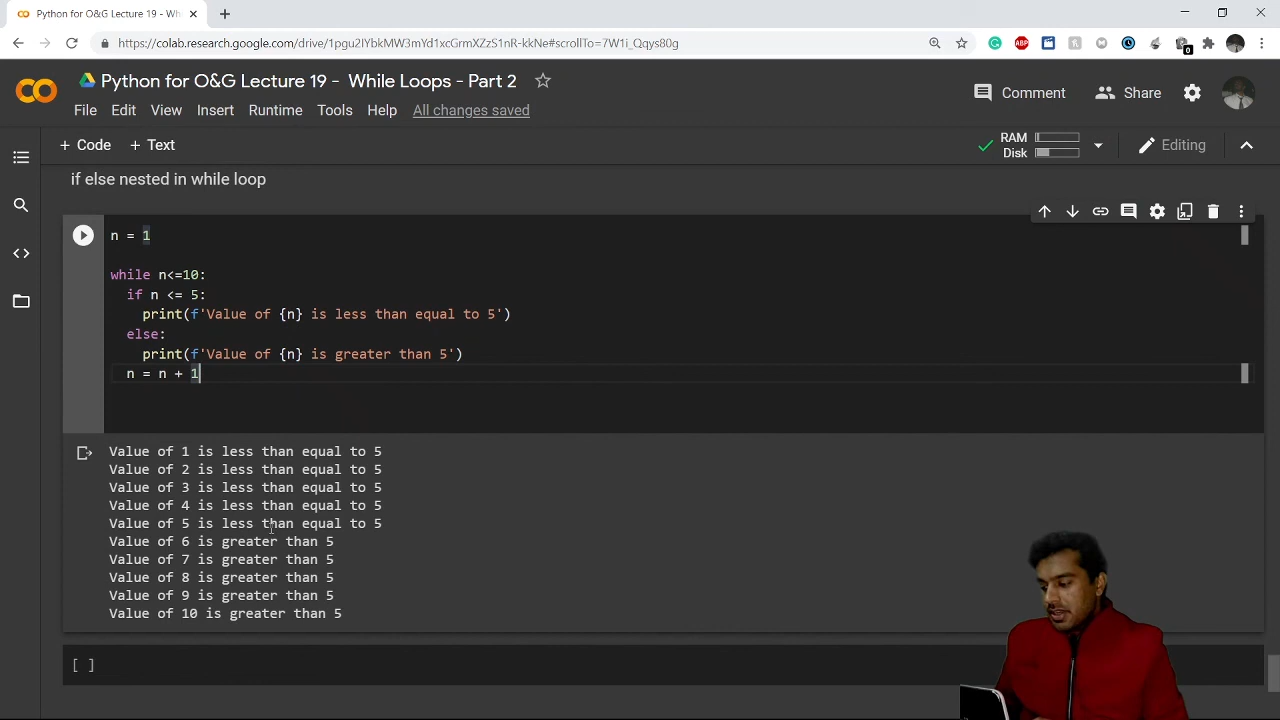 Python for O&G Lecture 19 - Whil
https://colab.research.google.com/drive/1qeu2IYbkMW3mYd1xcGrmXZzS1nR-kkNe#scrollTo=7W1i_Qqys80g
Python for O&G Lecture 19 - While Loops - Part 2
Comment
Share
File Edit View Insert Runtime Tools Help All changes saved
+ Code + Text
RAM
Disk
Editing
if else nested in while loop
n = 1
while n<=10:
if n <= 5:
print(f'Value of {n} is less than equal to 5')
else:
print(f'Value of {n} is greater than 5')
n = n + 1
Value of 1 is less than equal to 5
Value of 2 is less than equal to 5
Value of 3 is less than equal to 5
Value of 4 is less than equal to 5
Value of 5 is less than equal to 5
Value of 6 is greater than 5
Value of 7 is greater than 5
Value of 8 is greater than 5
Value of 9 is greater than 5
Value of 10 is greater than 5
[ ]